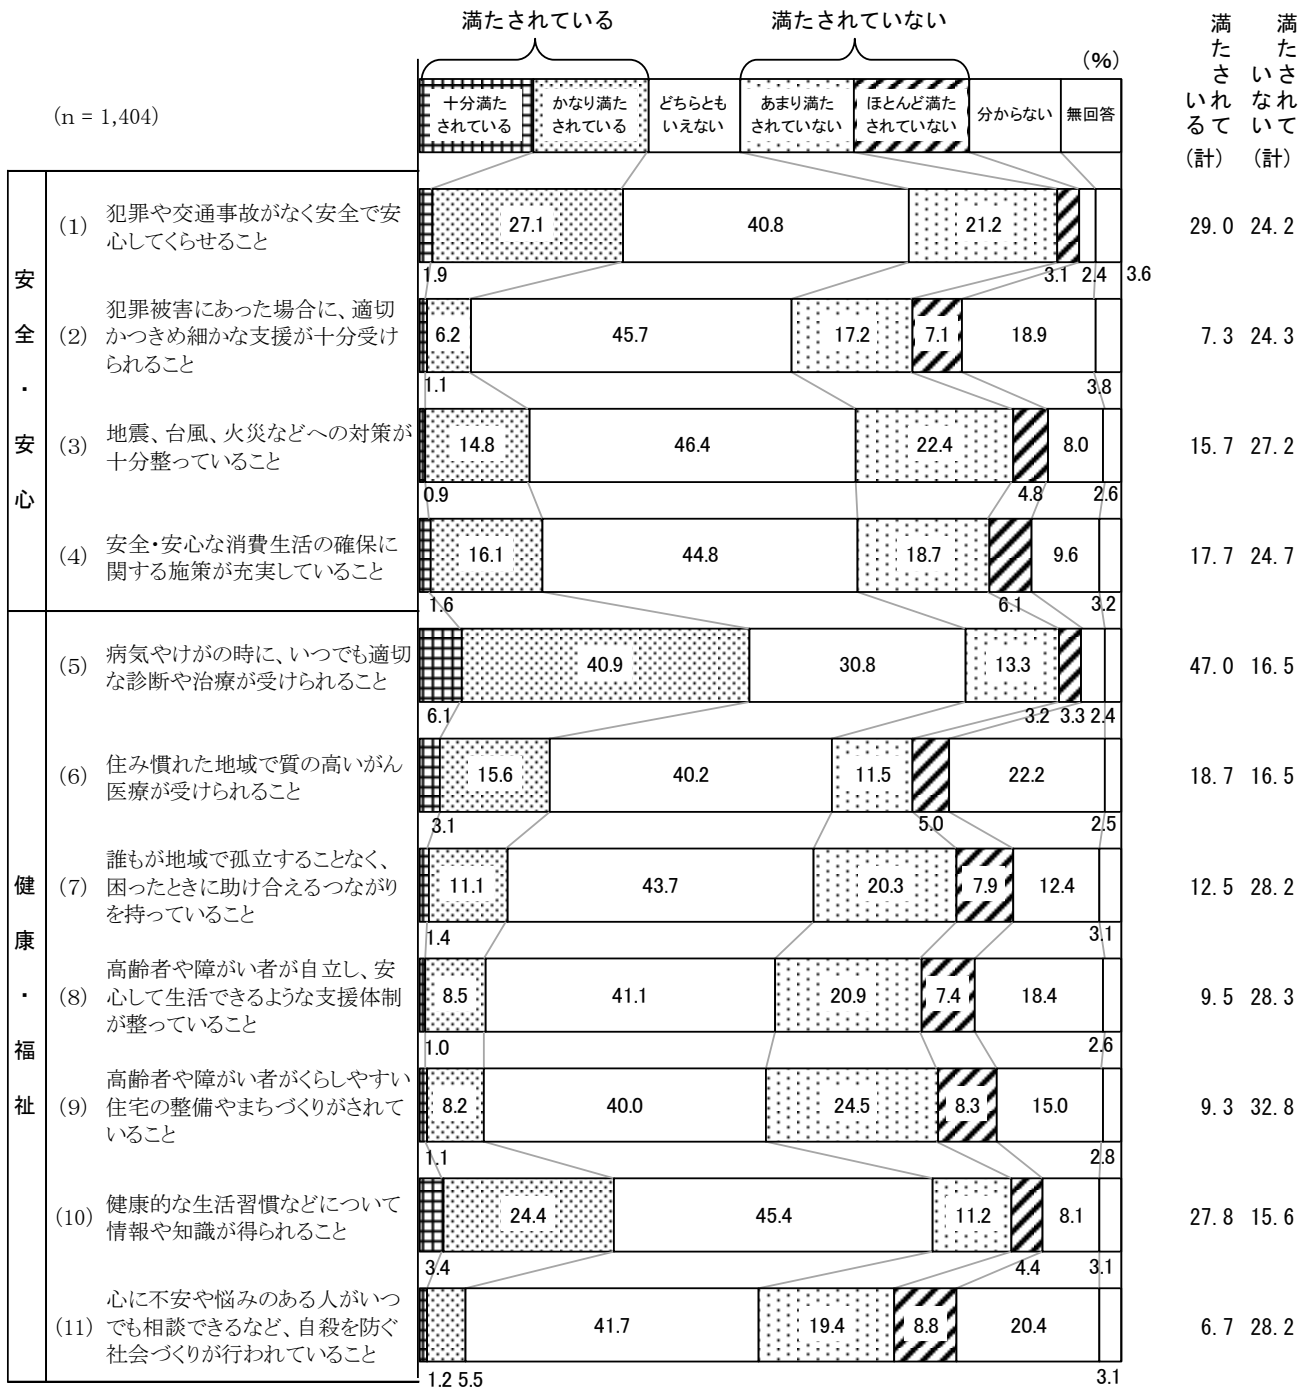 満たされている
満たされていない
(%)
満たされている(計)
満たされていない(計)
(n = 1,404)
十分満たされている
かなり満たされている
どちらともいえない
あまり満たされていない
ほとんど満たされていない
分からない
無回答
安全・安心
(1) 犯罪や交通事故がなく安全で安
心してくらせること
27.1 40.8 21.2
29.0 24.2
1.9 3.1 2.4 3.6
(2) 犯罪被害にあった場合に、適切
かつきめ細かな支援が十分受け
られること
6.2 45.7 17.2 7.1 18.9
7.3 24.3
1.1 3.8
(3) 地震、台風、火災などへの対策が
十分整っていること
14.8 46.4 22.4 8.0
15.7 27.2
0.9 4.8 2.6
(4) 安全・安心な消費生活の確保に
関する施策が充実していること
16.1 44.8 18.7 9.6
17.7 24.7
1.6 6.1 3.2
健康・福祉
(5) 病気やけがの時に、いつでも適切
な診断や治療が受けられること
40.9 30.8 13.3
47.0 16.5
6.1 3.2 3.3 2.4
(6) 住み慣れた地域で質の高いがん
医療が受けられること
15.6 40.2 11.5 22.2
18.7 16.5
3.1 5.0 2.5
(7) 誰もが地域で孤立することなく、
困ったときに助け合えるつながり
を持っていること
11.1 43.7 20.3 7.9 12.4
12.5 28.2
1.4 3.1
(8) 高齢者や障がい者が自立し、安
心して生活できるような支援体制
が整っていること
8.5 41.1 20.9 7.4 18.4
9.5 28.3
1.0 2.6
(9) 高齢者や障がい者がくらしやすい
住宅の整備やまちづくりがされて
いること
8.2 40.0 24.5 8.3 15.0
9.3 32.8
1.1 2.8
(10) 健康的な生活習慣などについて
情報や知識が得られること
24.4 45.4 11.2 8.1
27.8 15.6
3.4 4.4 3.1
(11) 心に不安や悩みのある人がいつ
でも相談できるなど、自殺を防ぐ
社会づくりが行われていること
41.7 19.4 8.8 20.4
6.7 28.2
1.2 5.5 3.1